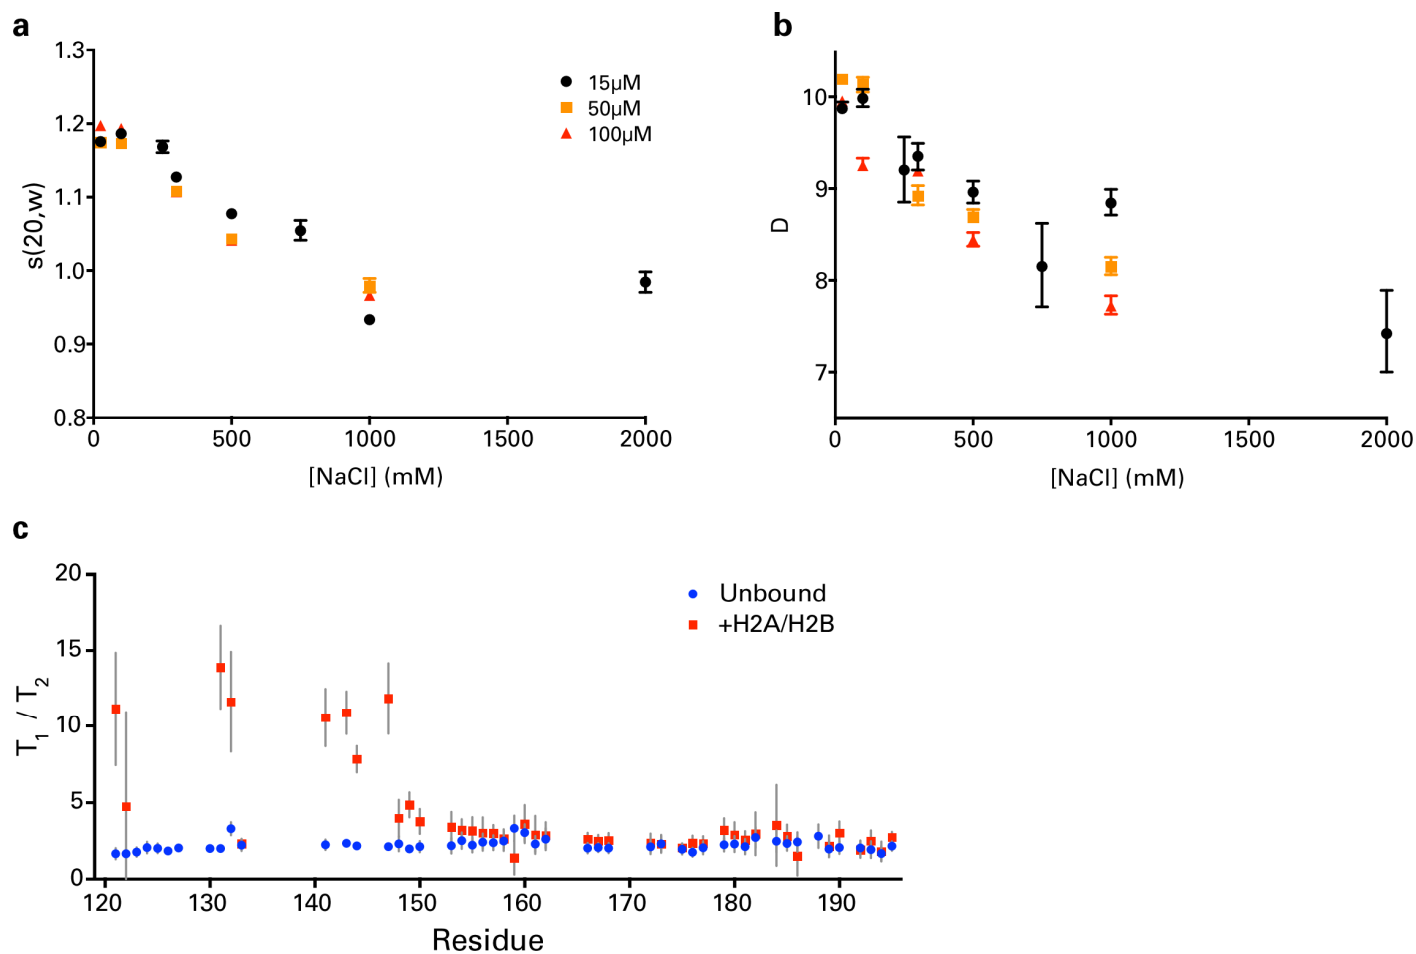 a
1.3
1.2
1.1
1.0
0.9
0.8
s(20,w)
15µM
50µM
100µM
0 500 1000 1500 2000
[NaCl] (mM)
b
10
9
8
7
D
0 500 1000 1500 2000
[NaCl] (mM)
c
20
15
10
5
0
T1 / T2
Unbound
+H2A/H2B
120 130 140 150 160 170 180 190
Residue